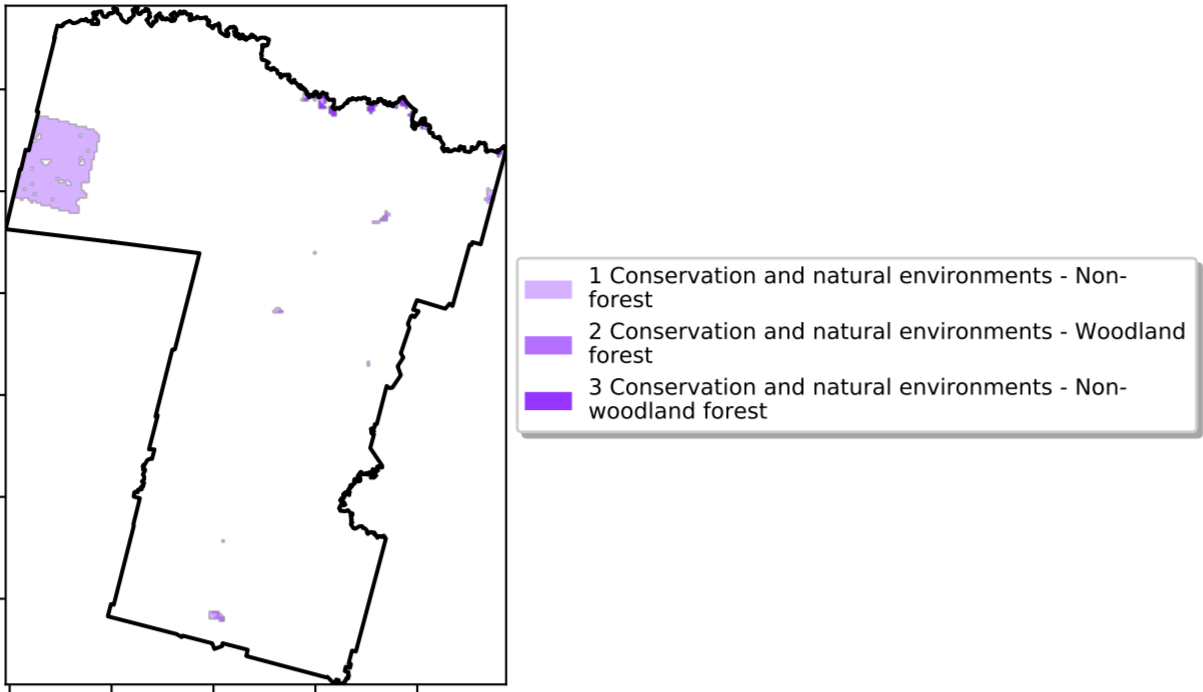 1 Conservation and natural environments - Non-
forest
2 Conservation and natural environments - Woodland
forest
3 Conservation and natural environments - Non-
woodland forest